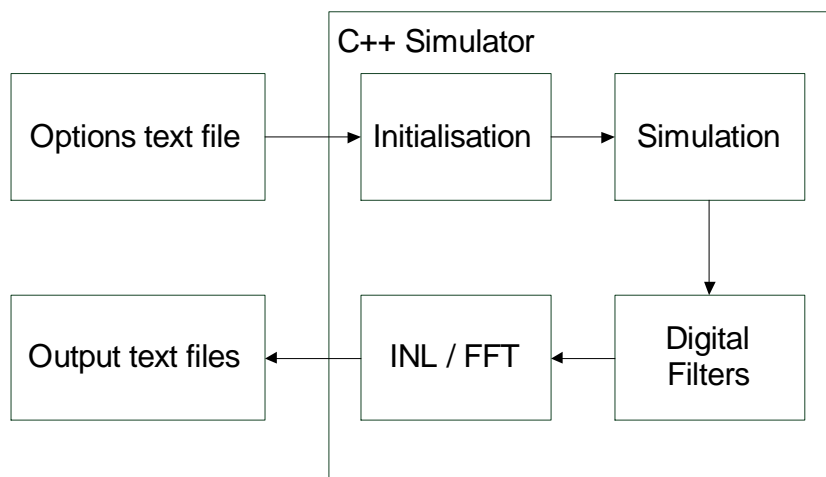 C++ Simulator
Options text file
Initialisation
Simulation
Output text files
INL / FFT
Digital
Filters